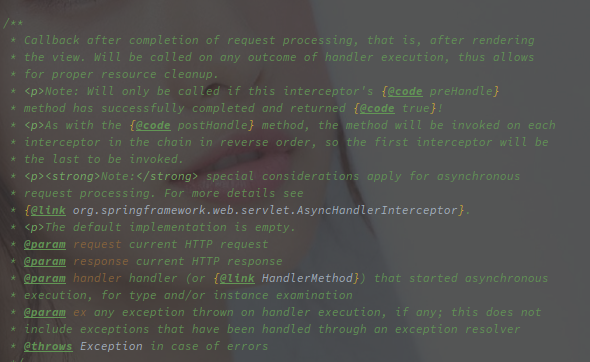 /**
* Callback after completion of request processing, that is, after rendering
* the view. Will be called on any outcome of handler execution, thus allows
* for proper resource cleanup.
* <p>Note: Will only be called if this interceptor's {@code preHandle}
* method has successfully completed and returned {@code true}!
* <p>As with the {@code postHandle} method, the method will be invoked on each
* interceptor in the chain in reverse order, so the first interceptor will be
* the last to be invoked.
* <p><strong>Note:</strong> special considerations apply for asynchronous
* request processing. For more details see
* {@link org.springframework.web.servlet.AsyncHandlerInterceptor}.
* <p>The default implementation is empty.
* @param request current HTTP request
* @param response current HTTP response
* @param handler handler (or {@link HandlerMethod}) that started asynchronous
* execution, for type and/or instance examination
* @param ex any exception thrown on handler execution, if any; this does not
* include exceptions that have been handled through an exception resolver
* @throws Exception in case of errors